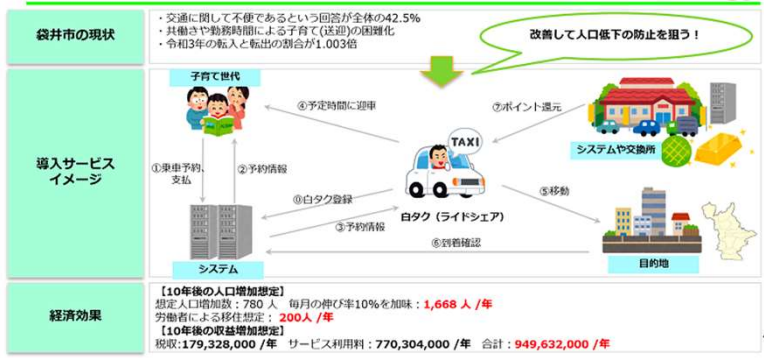 袋井市の現状
・交通に関して不便であるという回答が全体の42.5%
・共働きや勤務時間による子育て(送迎)の困難化
・令和3年の転入と転出の割合が1.003倍
改善して人口低下の防止を狙う！
導入サービス
イメージ
子育て世代
④予定時間に迎車
⑦ポイント還元
TAXI
システムや交換所
①乗車予約、
支払
②予約情報
⓪白タク登録
⑤移動
白タク（ライドシェア）
③予約情報
⑥到着確認
システム
目的地
経済効果
【10年後の人口増加想定】
想定人口増加数：780 人　毎月の伸び率10%を加味：1,668 人 /年
労働者による移住想定： 200人 /年
【10年後の収益増加想定】
税収:179,328,000 /年　サービス利用料：770,304,000 /年　合計：949,632,000 /年